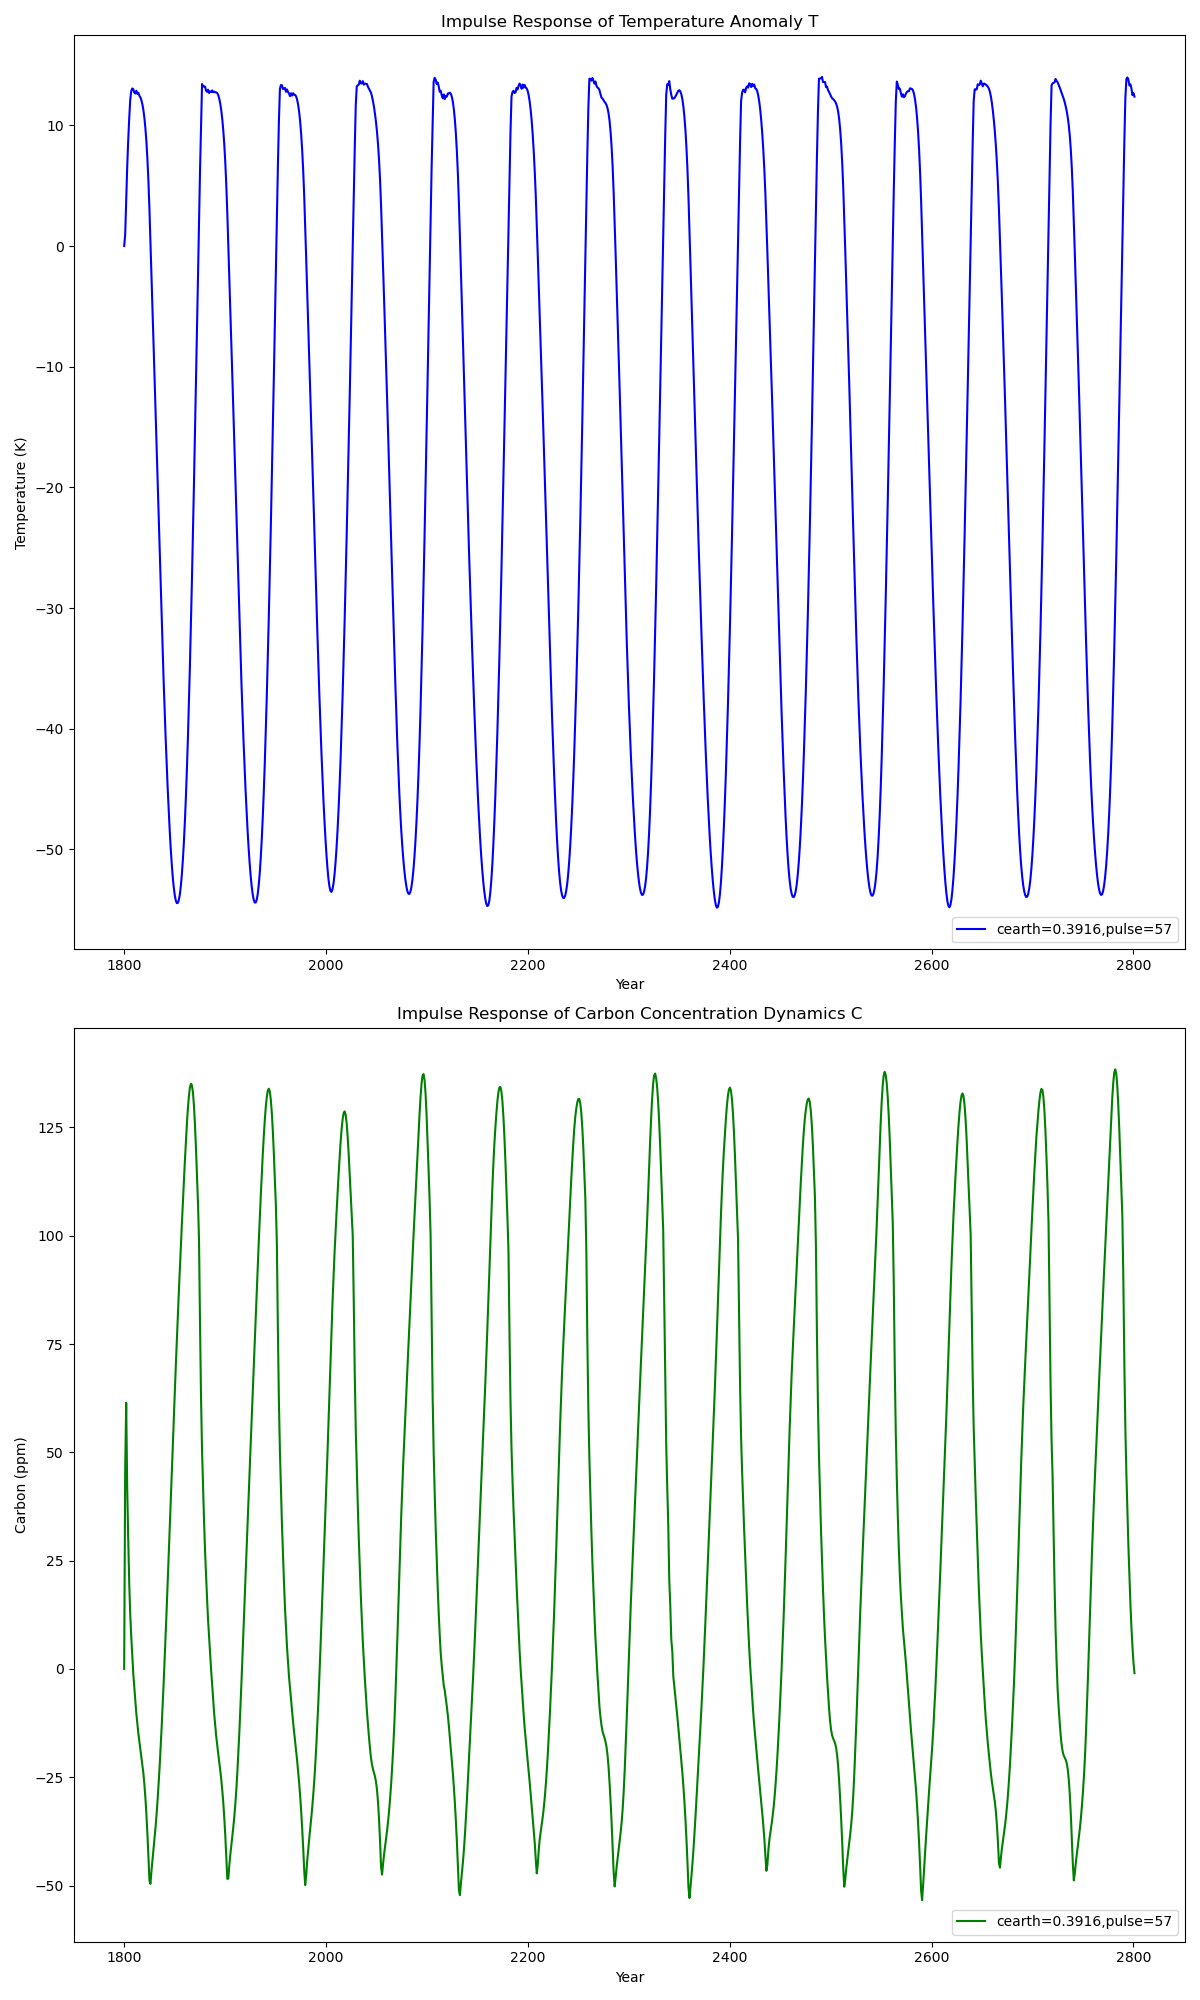 Impulse Response of Temperature Anomaly T
Temperature (K)
10
0
−10
−20
−30
−40
−50
cearth=0.3916,pulse=57
1800 2000 2200 2400 2600 2800
Year
Impulse Response of Carbon Concentration Dynamics C
Carbon (ppm)
125
100
75
50
25
0
−25
−50
cearth=0.3916,pulse=57
1800 2000 2200 2400 2600 2800
Year